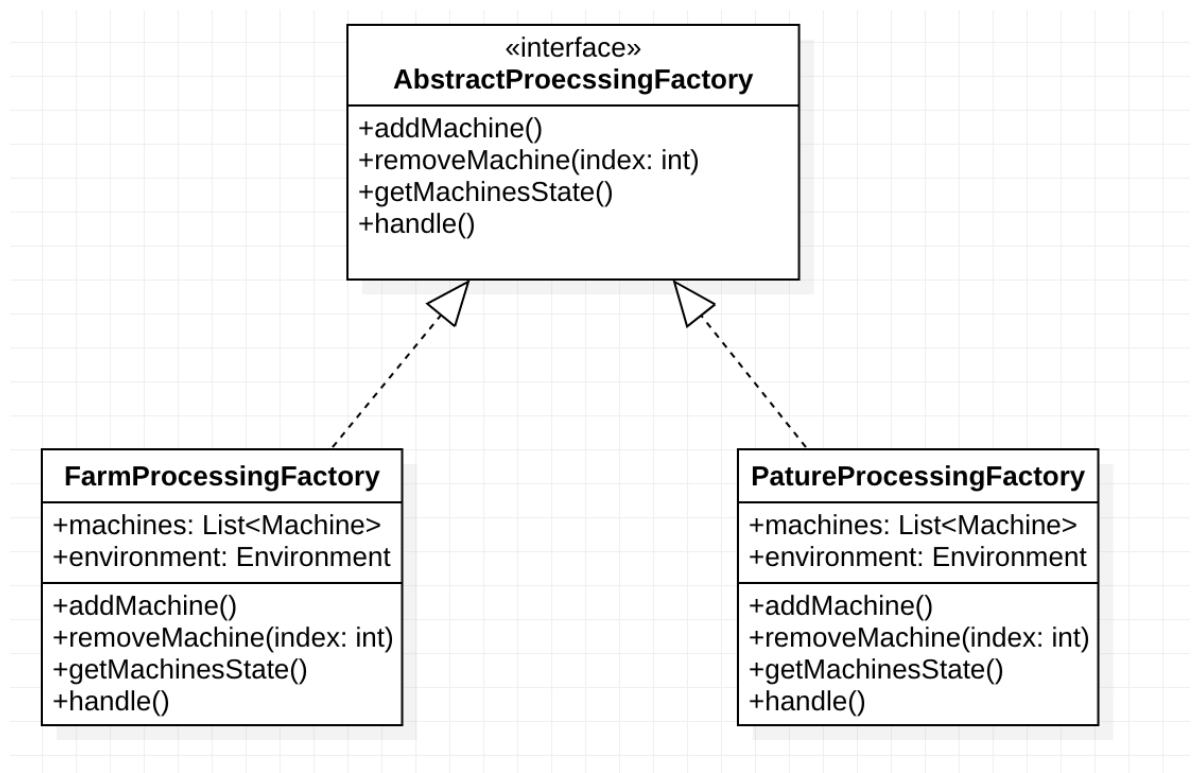 «interface»
AbstractProecssingFactory
+addMachine()
+removeMachine(index: int)
+getMachinesState()
+handle()
FarmProcessingFactory
+machines: List<Machine>
+environment: Environment
+addMachine()
+removeMachine(index: int)
+getMachinesState()
+handle()
PatureProcessingFactory
+machines: List<Machine>
+environment: Environment
+addMachine()
+removeMachine(index: int)
+getMachinesState()
+handle()